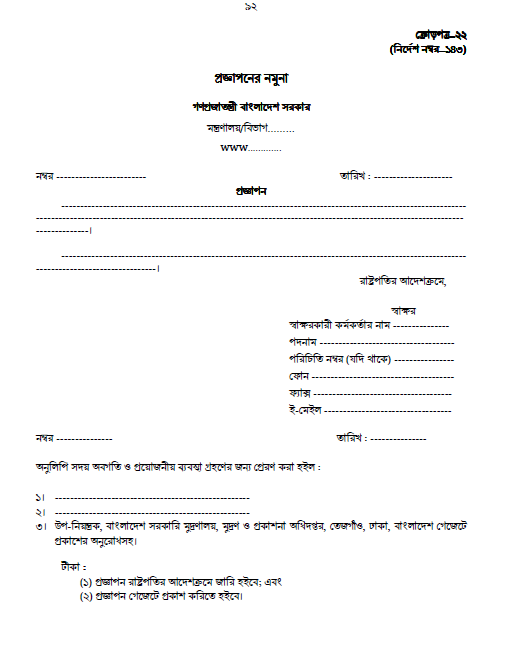 ৯২
ক্রোড়পত্র–২২
(নির্দেশ নম্বর–১৪৩)
প্রজ্ঞাপনের নমুনা
গণপ্রজাতন্ত্রী বাংলাদেশ সরকার
মন্ত্রণালয়/বিভাগ.........
www.............
নম্বর ------------------------ তারিখ : ---------------------
প্রজ্ঞাপন
---------------------------------------------------------------------------------------------
--------------------------------------------------------------------------------------------------
--------------।
---------------------------------------------------------------------------------------------
--------------------------------।
রাষ্ট্রপতির আদেশক্রমে,
স্বাক্ষর
স্বাক্ষরকারী কর্মকর্তার নাম ---------------
পদনাম ------------------------------------
পরিচিতি নম্বর (যদি থাকে) ----------------
ফোন --------------------------------------
ফ্যাক্স -------------------------------------
ই-মেইল ----------------------------------
নম্বর --------------- তারিখ : ---------------
অনুলিপি সদয় অবগতি ও প্রয়োজনীয় ব্যবস্থা গ্রহণের জন্য প্রেরণ করা হইল :
১। ----------------------------------------------------
২। ----------------------------------------------------
৩। উপ-নিয়ন্ত্রক, বাংলাদেশ সরকারি মুদ্রণালয়, মুদ্রণ ও প্রকাশনা অধিদপ্তর, তেজগাঁও, ঢাকা, বাংলাদেশ গেজেটে
প্রকাশের অনুরোধসহ।
টীকা :
(১) প্রজ্ঞাপন রাষ্ট্রপতির আদেশক্রমে জারি হইবে; এবং
(২) প্রজ্ঞাপন গেজেটে প্রকাশ করিতে হইবে।